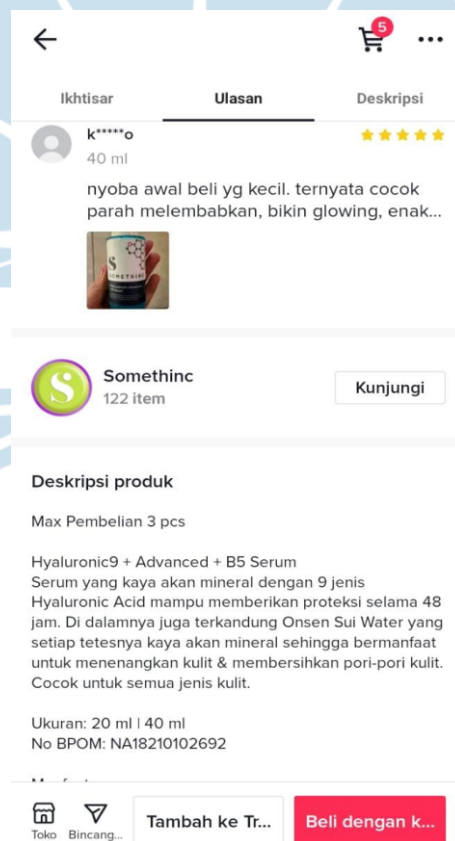 5
Ikhtisar
Ulasan
Deskripsi
k*****o
40 ml
nyoba awal beli yg kecil. ternyata cocok
parah melembabkan, bikin glowing, enak...
S
SOMETHINC
S
Somethinc
122 item
Kunjungi
Deskripsi produk
Max Pembelian 3 pcs
Hyaluronic9 + Advanced + B5 Serum
Serum yang kaya akan mineral dengan 9 jenis
Hyaluronic Acid mampu memberikan proteksi selama 48
jam. Di dalamnya juga terkandung Onsen Sui Water yang
setiap tetesnya kaya akan mineral sehingga bermanfaat
untuk menenangkan kulit & membersihkan pori-pori kulit.
Cocok untuk semua jenis kulit.
Ukuran: 20 ml | 40 ml
No BPOM: NA18210102692
Toko
Bincang...
Tambah ke Tr...
Beli dengan k...